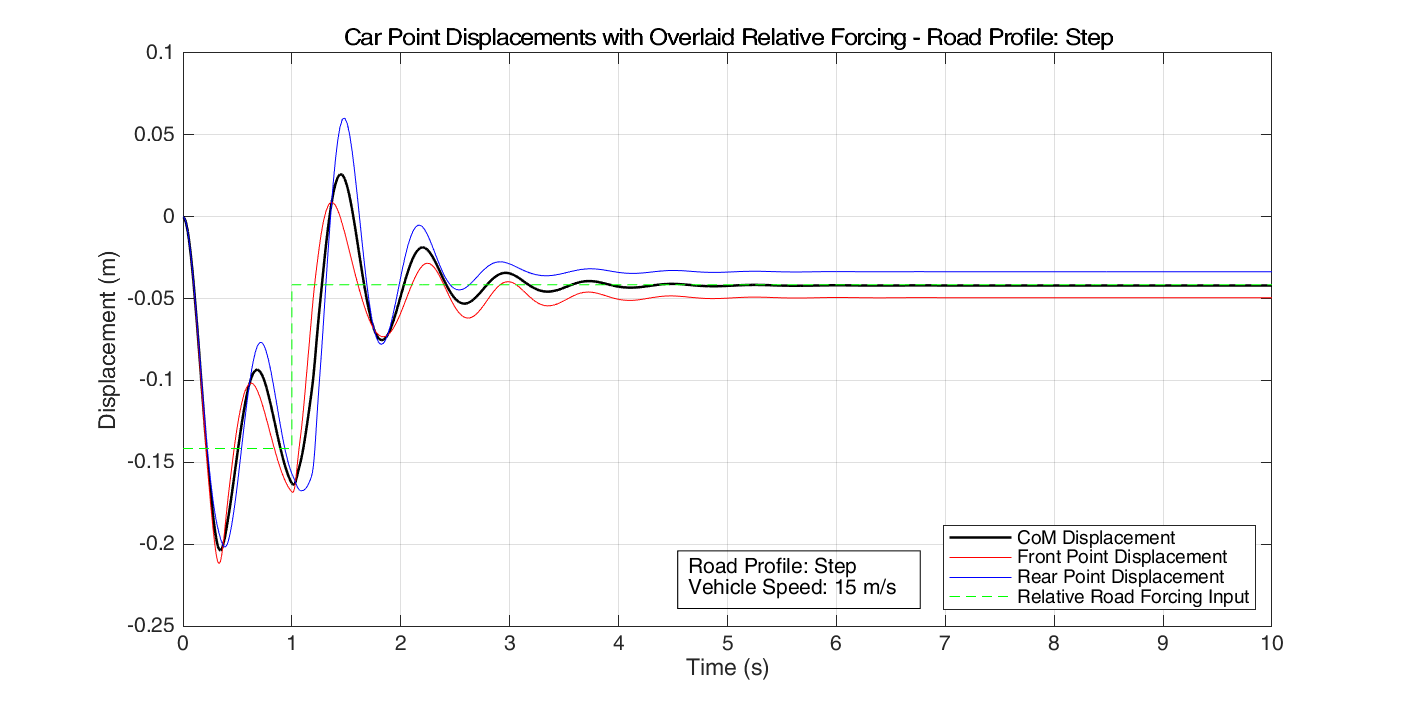 Car Point Displacements with Overlaid Relative Forcing - Road Profile: Step
0.1
0.05
0
-0.05
-0.1
-0.15
-0.2
-0.25
Displacement (m)
Road Profile: Step
Vehicle Speed: 15 m/s
CoM Displacement
Front Point Displacement
Rear Point Displacement
Relative Road Forcing Input
0 1 2 3 4 5 6 7 8 9 10
Time (s)